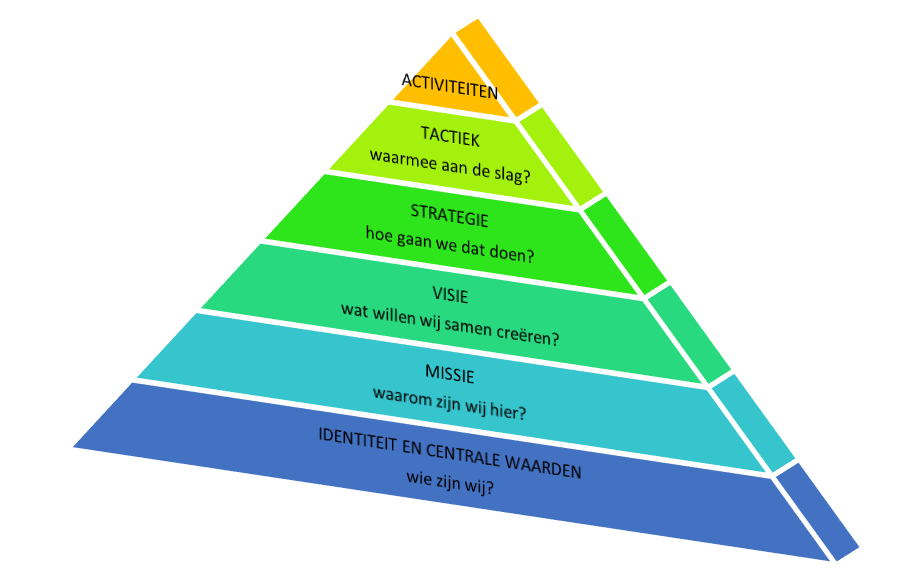 ACTIVITEITEN
TACTIEK
waarmee aan de slag?
STRATEGIE
hoe gaan we dat doen?
VISIE
wat willen wij samen creëren?
MISSIE
waarom zijn wij hier?
IDENTITEIT EN CENTRALE WAARDEN
wie zijn wij?